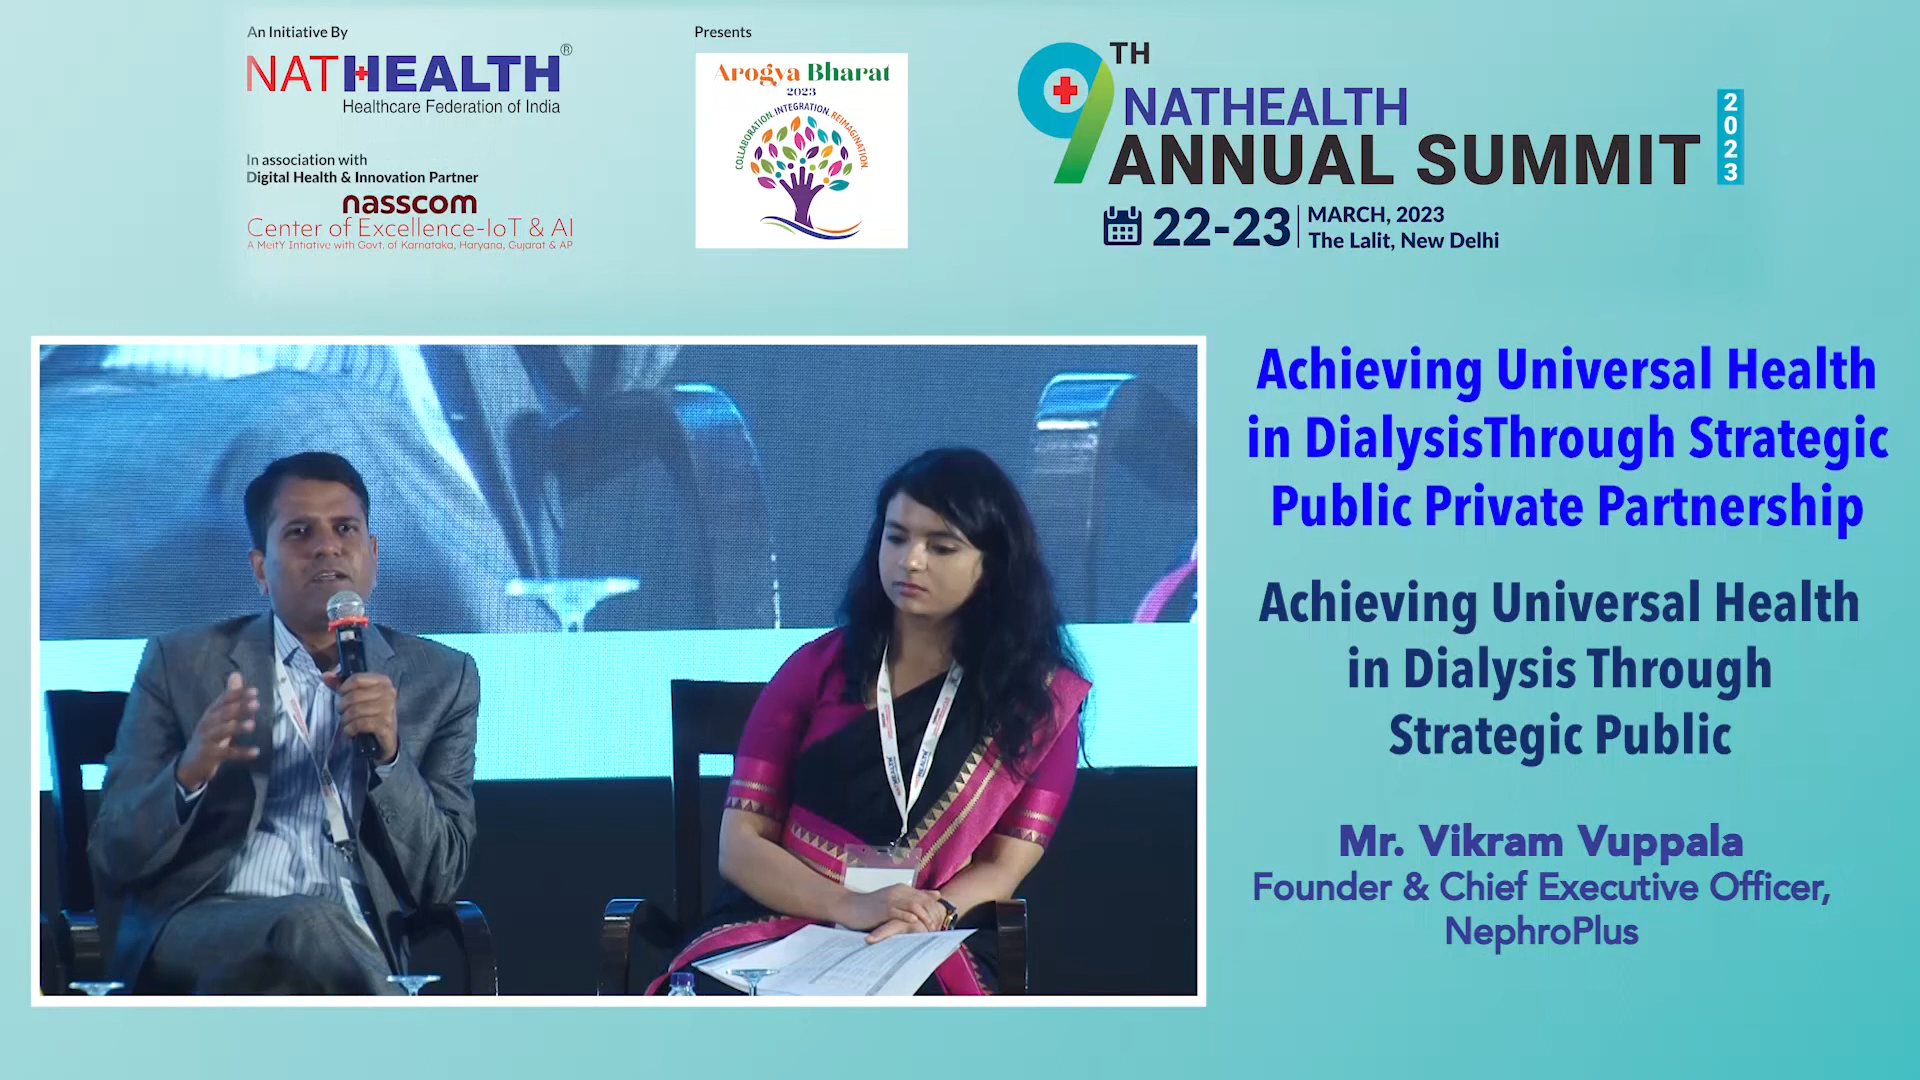 An Initiative By
NATHEALTH®
Healthcare Federation of India
In association with
Digital Health & Innovation Partner
nasscom
Center of Excellence-IoT & AI
A MeitY Initiative with Govt. of Karnataka, Haryana, Gujarat & AP
Presents
Arogya Bharat
2023
COLLABORATION. INTEGRATION. REIMAGINATION.
9TH
NATHEALTH
ANNUAL SUMMIT
2023
22-23
MARCH, 2023
The Lalit, New Delhi
Achieving Universal Health
in DialysisThrough Strategic
Public Private Partnership
Achieving Universal Health
in Dialysis Through
Strategic Public
Mr. Vikram Vuppala
Founder & Chief Executive Officer,
NephroPlus